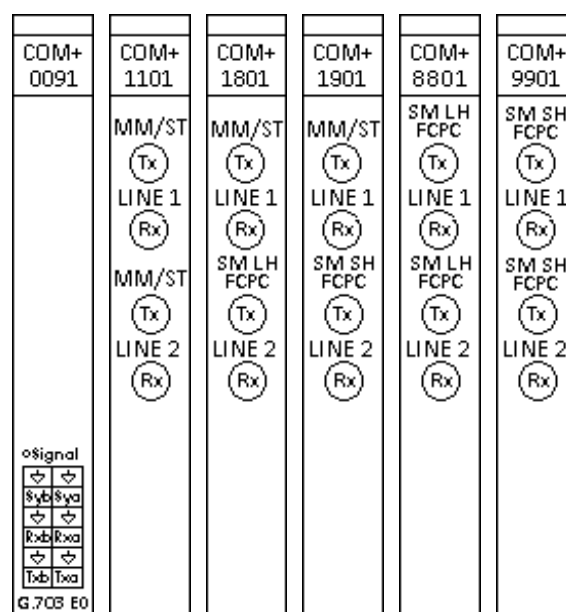 COM+
0091
oSignal
Syb Sya
Rxb Rxa
Txb Txa
G.703 E0
COM+
1101
MM/ST
Tx
LINE 1
Rx
MM/ST
Tx
LINE 2
Rx
COM+
1801
MM/ST
Tx
LINE 1
Rx
SM LH
FCPC
Tx
LINE 2
Rx
COM+
1901
MM/ST
Tx
LINE 1
Rx
SM SH
FCPC
Tx
LINE 2
Rx
COM+
8801
SM LH
FCPC
Tx
LINE 1
Rx
SM LH
FCPC
Tx
LINE 2
Rx
COM+
9901
SM SH
FCPC
Tx
LINE 1
Rx
SM SH
FCPC
Tx
LINE 2
Rx